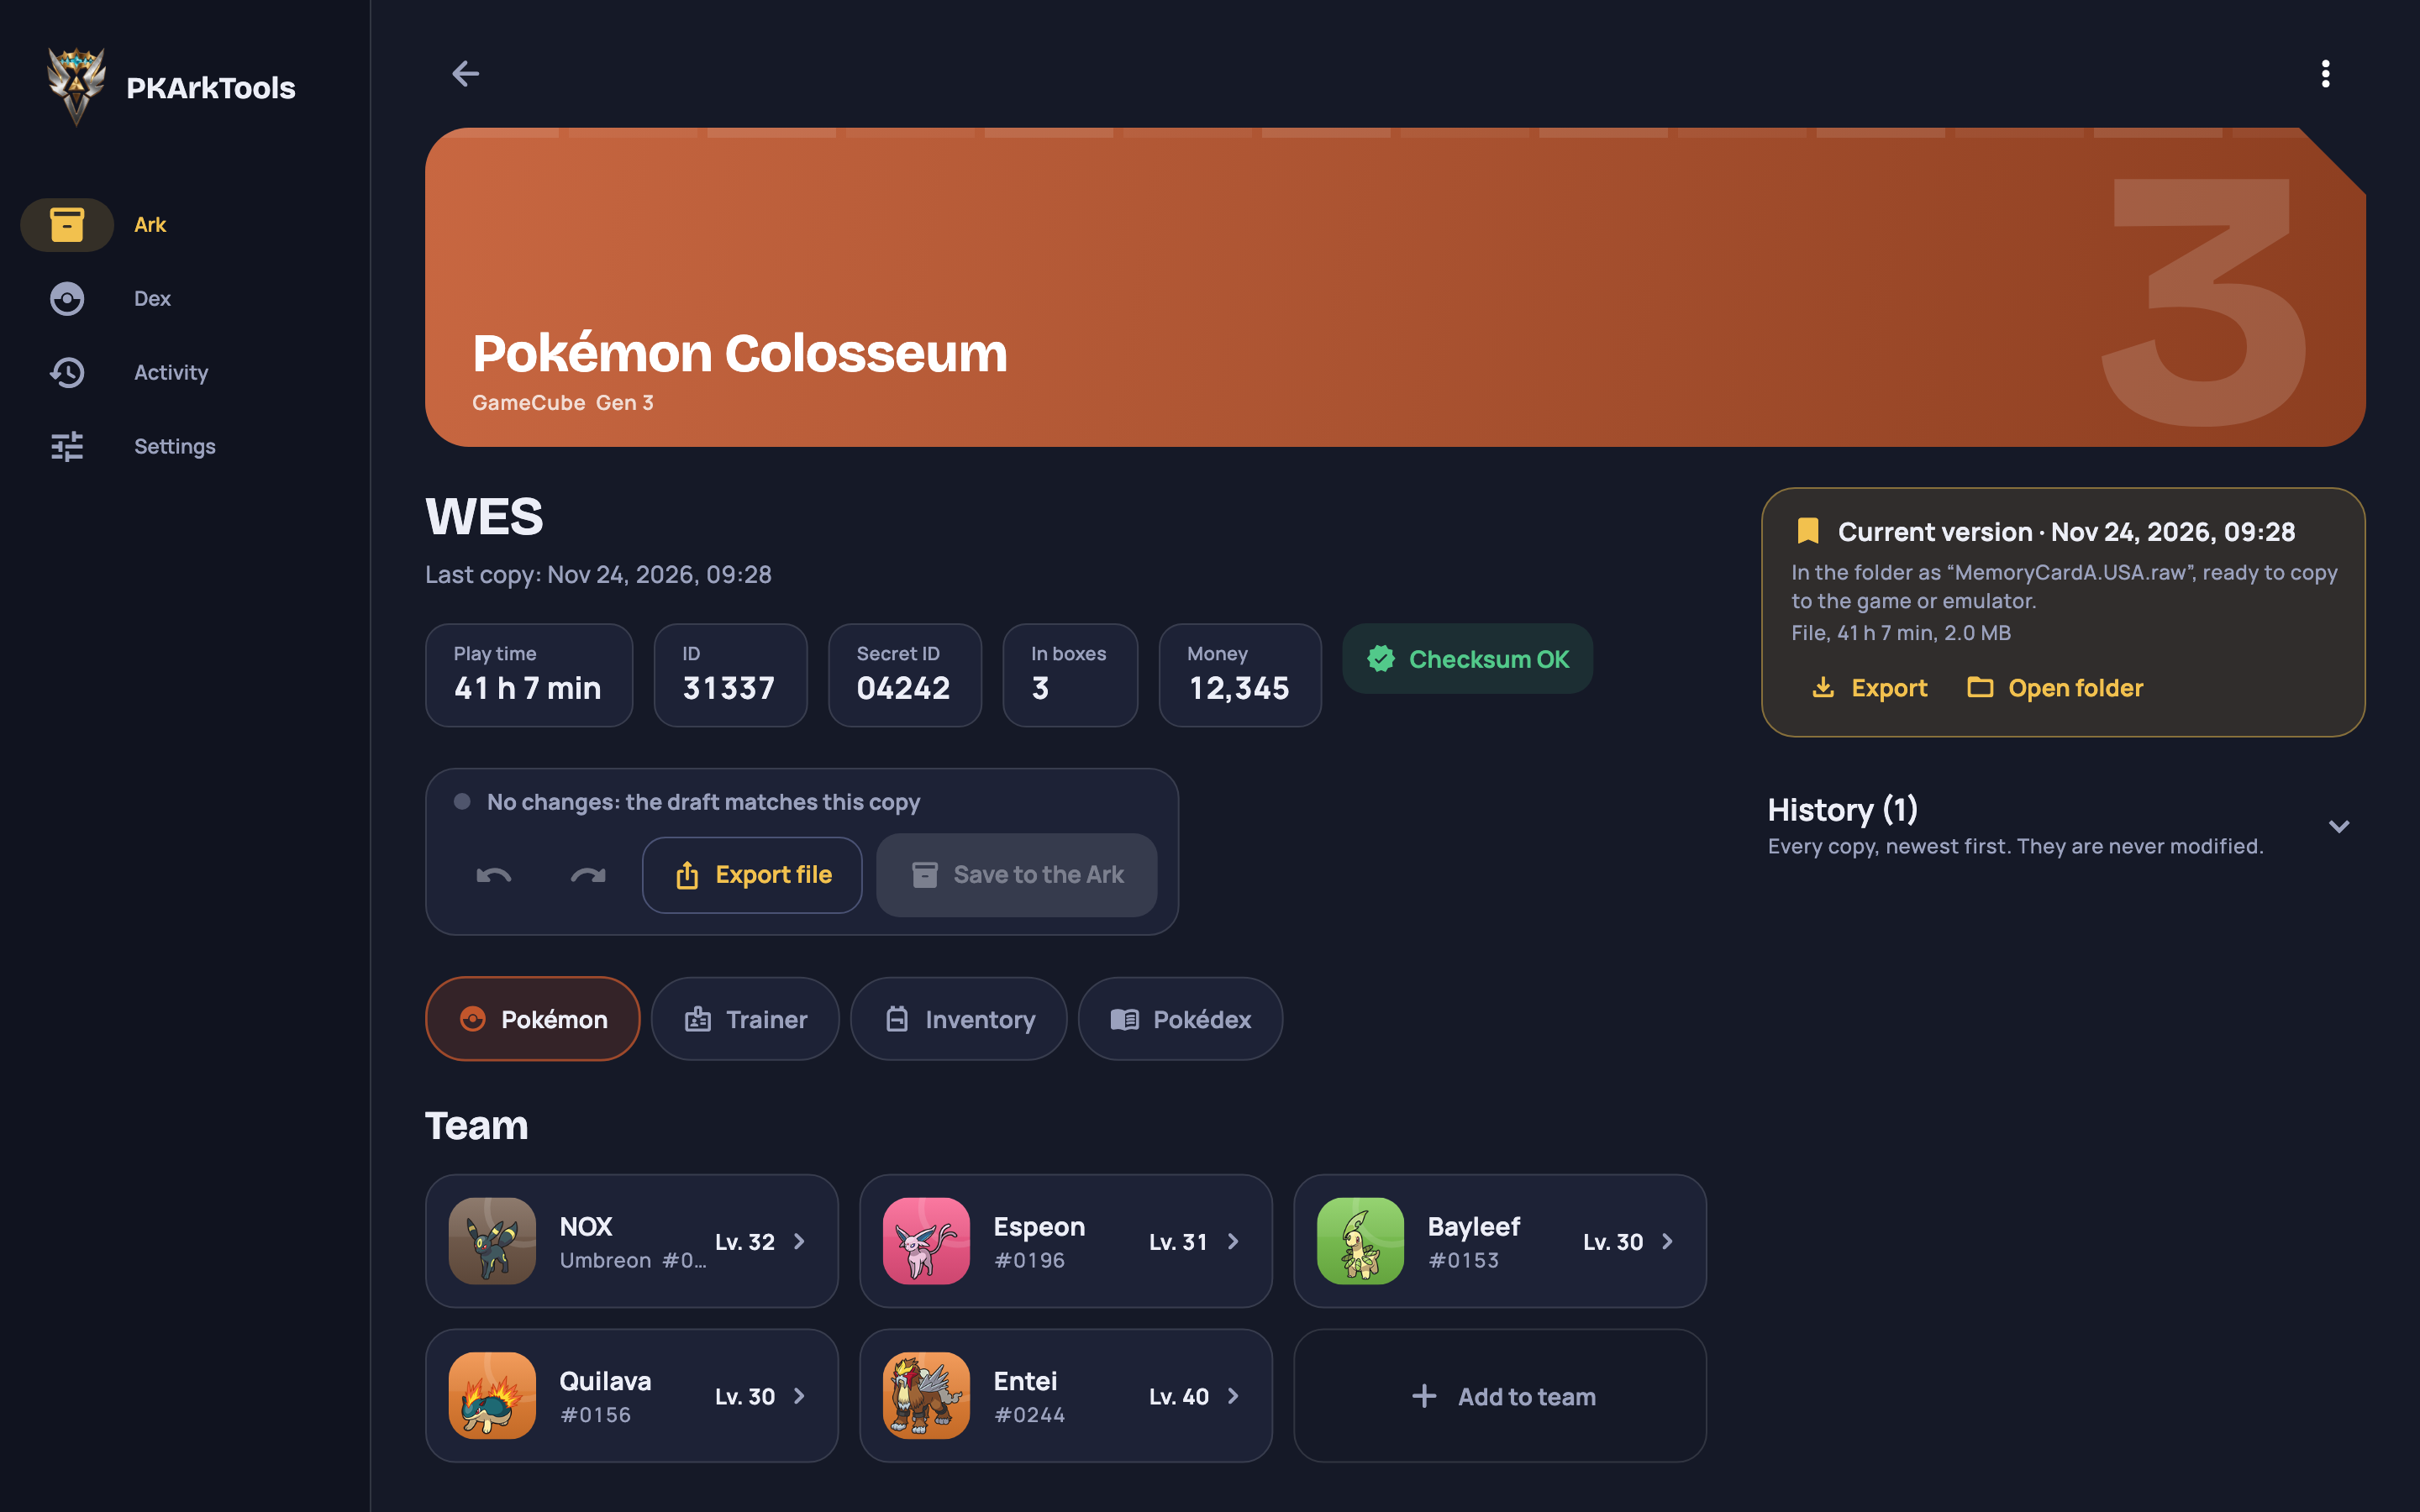 PKArkTools
Ark
Dex
Activity
Settings
3
Pokémon Colosseum
GameCube Gen 3
WES
Last copy: Nov 24, 2026, 09:28
Play time
41 h 7 min
ID
31337
Secret ID
04242
In boxes
3
Money
12,345
Checksum OK
Current version · Nov 24, 2026, 09:28
In the folder as “MemoryCardA.USA.raw”, ready to copy
to the game or emulator.
File, 41 h 7 min, 2.0 MB
Export
Open folder
History (1)
Every copy, newest first. They are never modified.
No changes: the draft matches this copy
Export file
Save to the Ark
Pokémon
Trainer
Inventory
Pokédex
Team
NOX
Umbreon #0...
Lv. 32
Espeon
#0196
Lv. 31
Bayleef
#0153
Lv. 30
Quilava
#0156
Lv. 30
Entei
#0244
Lv. 40
Add to team